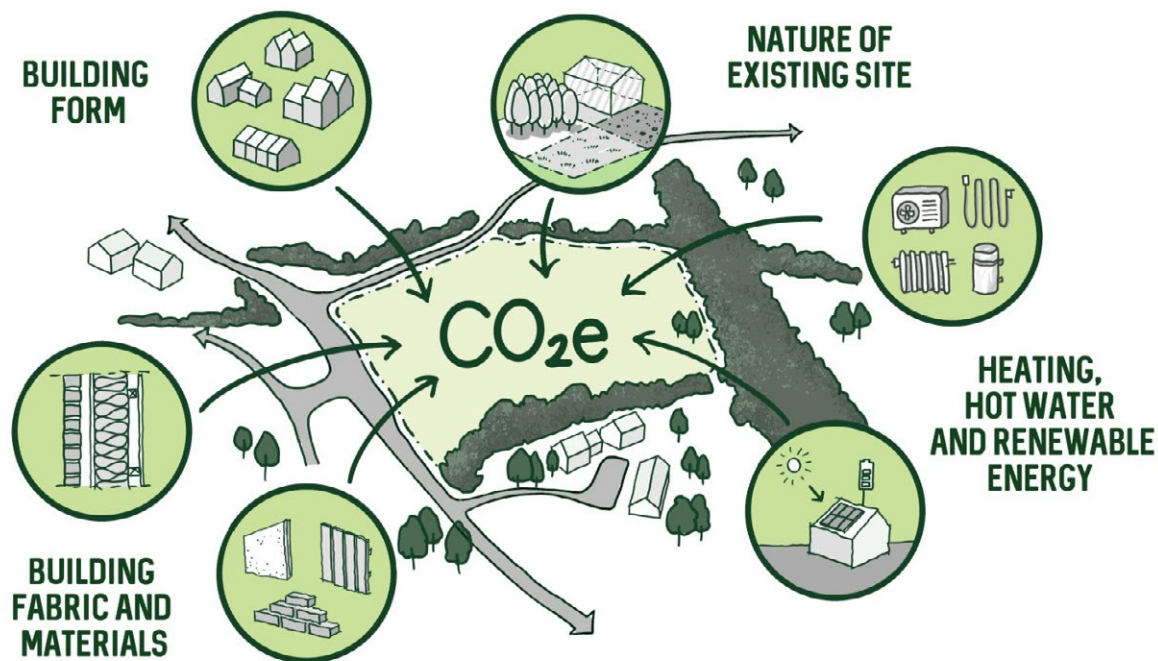 BUILDING
FORM
NATURE OF
EXISTING SITE
CO₂e
HEATING,
HOT WATER
AND RENEWABLE
ENERGY
BUILDING
FABRIC AND
MATERIALS